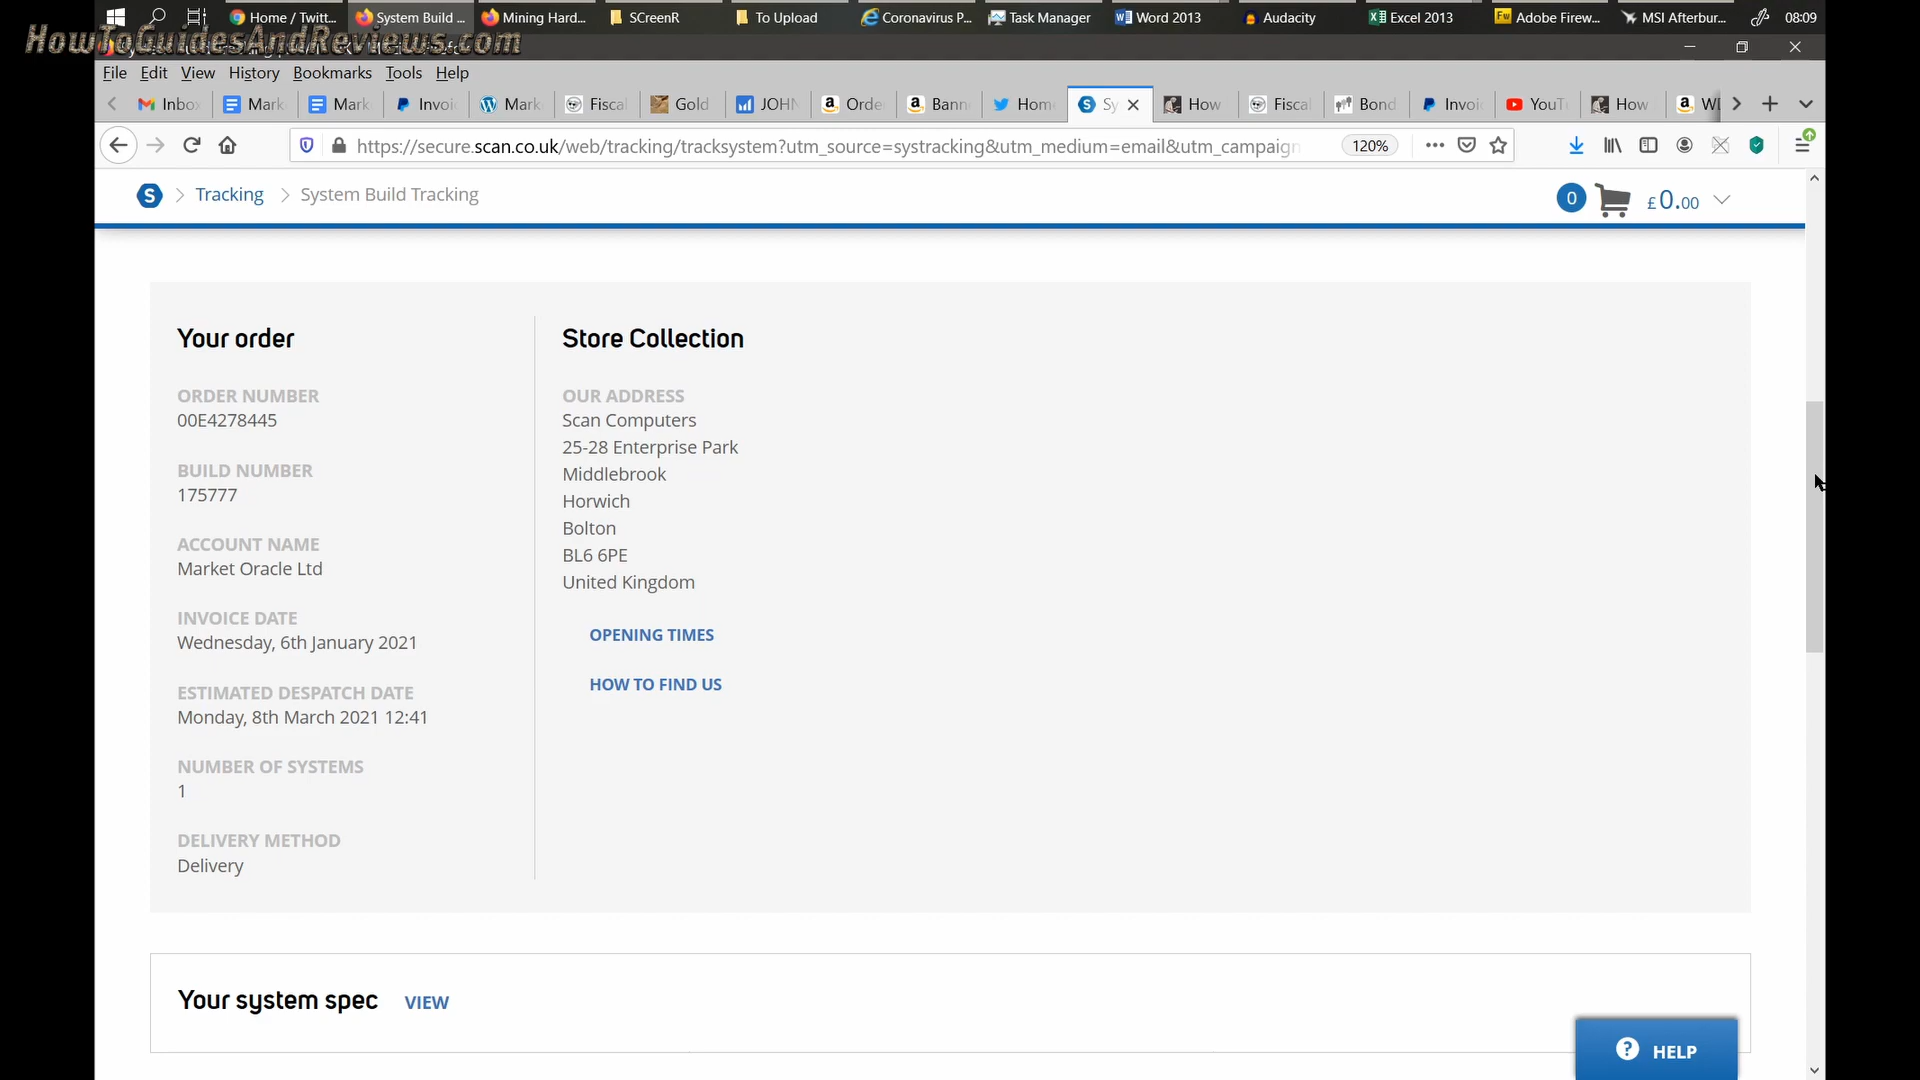 Home / Twitt...
System Build ...
Mining Hard...
SCreenR
To Upload
Coronavirus P...
Task Manager
Word 2013
Audacity
Excel 2013
Adobe Firew...
MSI Afterbur...
08:09
HowToGuidesAndReviews.com
File Edit View History Bookmarks Tools Help
Inbo
Mark
Mark
Invoi
Mark
Fiscal
Gold
JOHN
Orde
Bann
Home
Sy
How
Fiscal
Bond
Invoi
YouT
How
https://secure.scan.co.uk/web/tracking/tracksystem?utm_source=systracking&utm_medium=email&utm_campaign
120%
S > Tracking > System Build Tracking
0
£0.00
Your order
ORDER NUMBER
00E4278445
BUILD NUMBER
175777
ACCOUNT NAME
Market Oracle Ltd
INVOICE DATE
Wednesday, 6th January 2021
ESTIMATED DESPATCH DATE
Monday, 8th March 2021 12:41
NUMBER OF SYSTEMS
1
DELIVERY METHOD
Delivery
Store Collection
OUR ADDRESS
Scan Computers
25-28 Enterprise Park
Middlebrook
Horwich
Bolton
BL6 6PE
United Kingdom
OPENING TIMES
HOW TO FIND US
Your system spec VIEW
? HELP